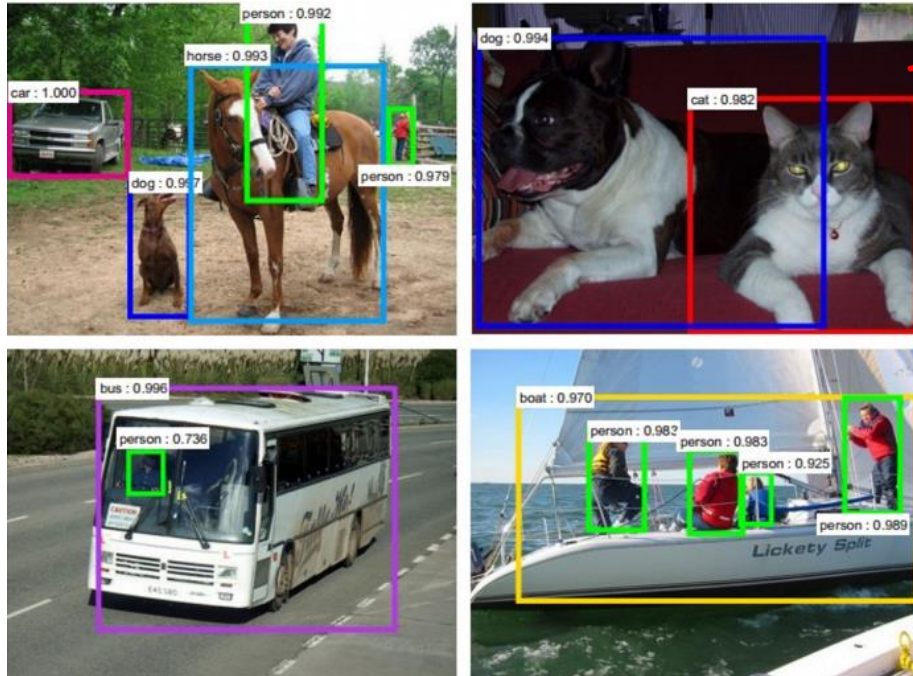 person : 0.992
horse : 0.993
car : 1.000
dog : 0.997
person : 0.979
dog : 0.994
cat : 0.982
bus : 0.996
person : 0.736
CAUTION
boat : 0.970
person : 0.983
person : 0.983
person : 0.925
person : 0.989
Lickety Split